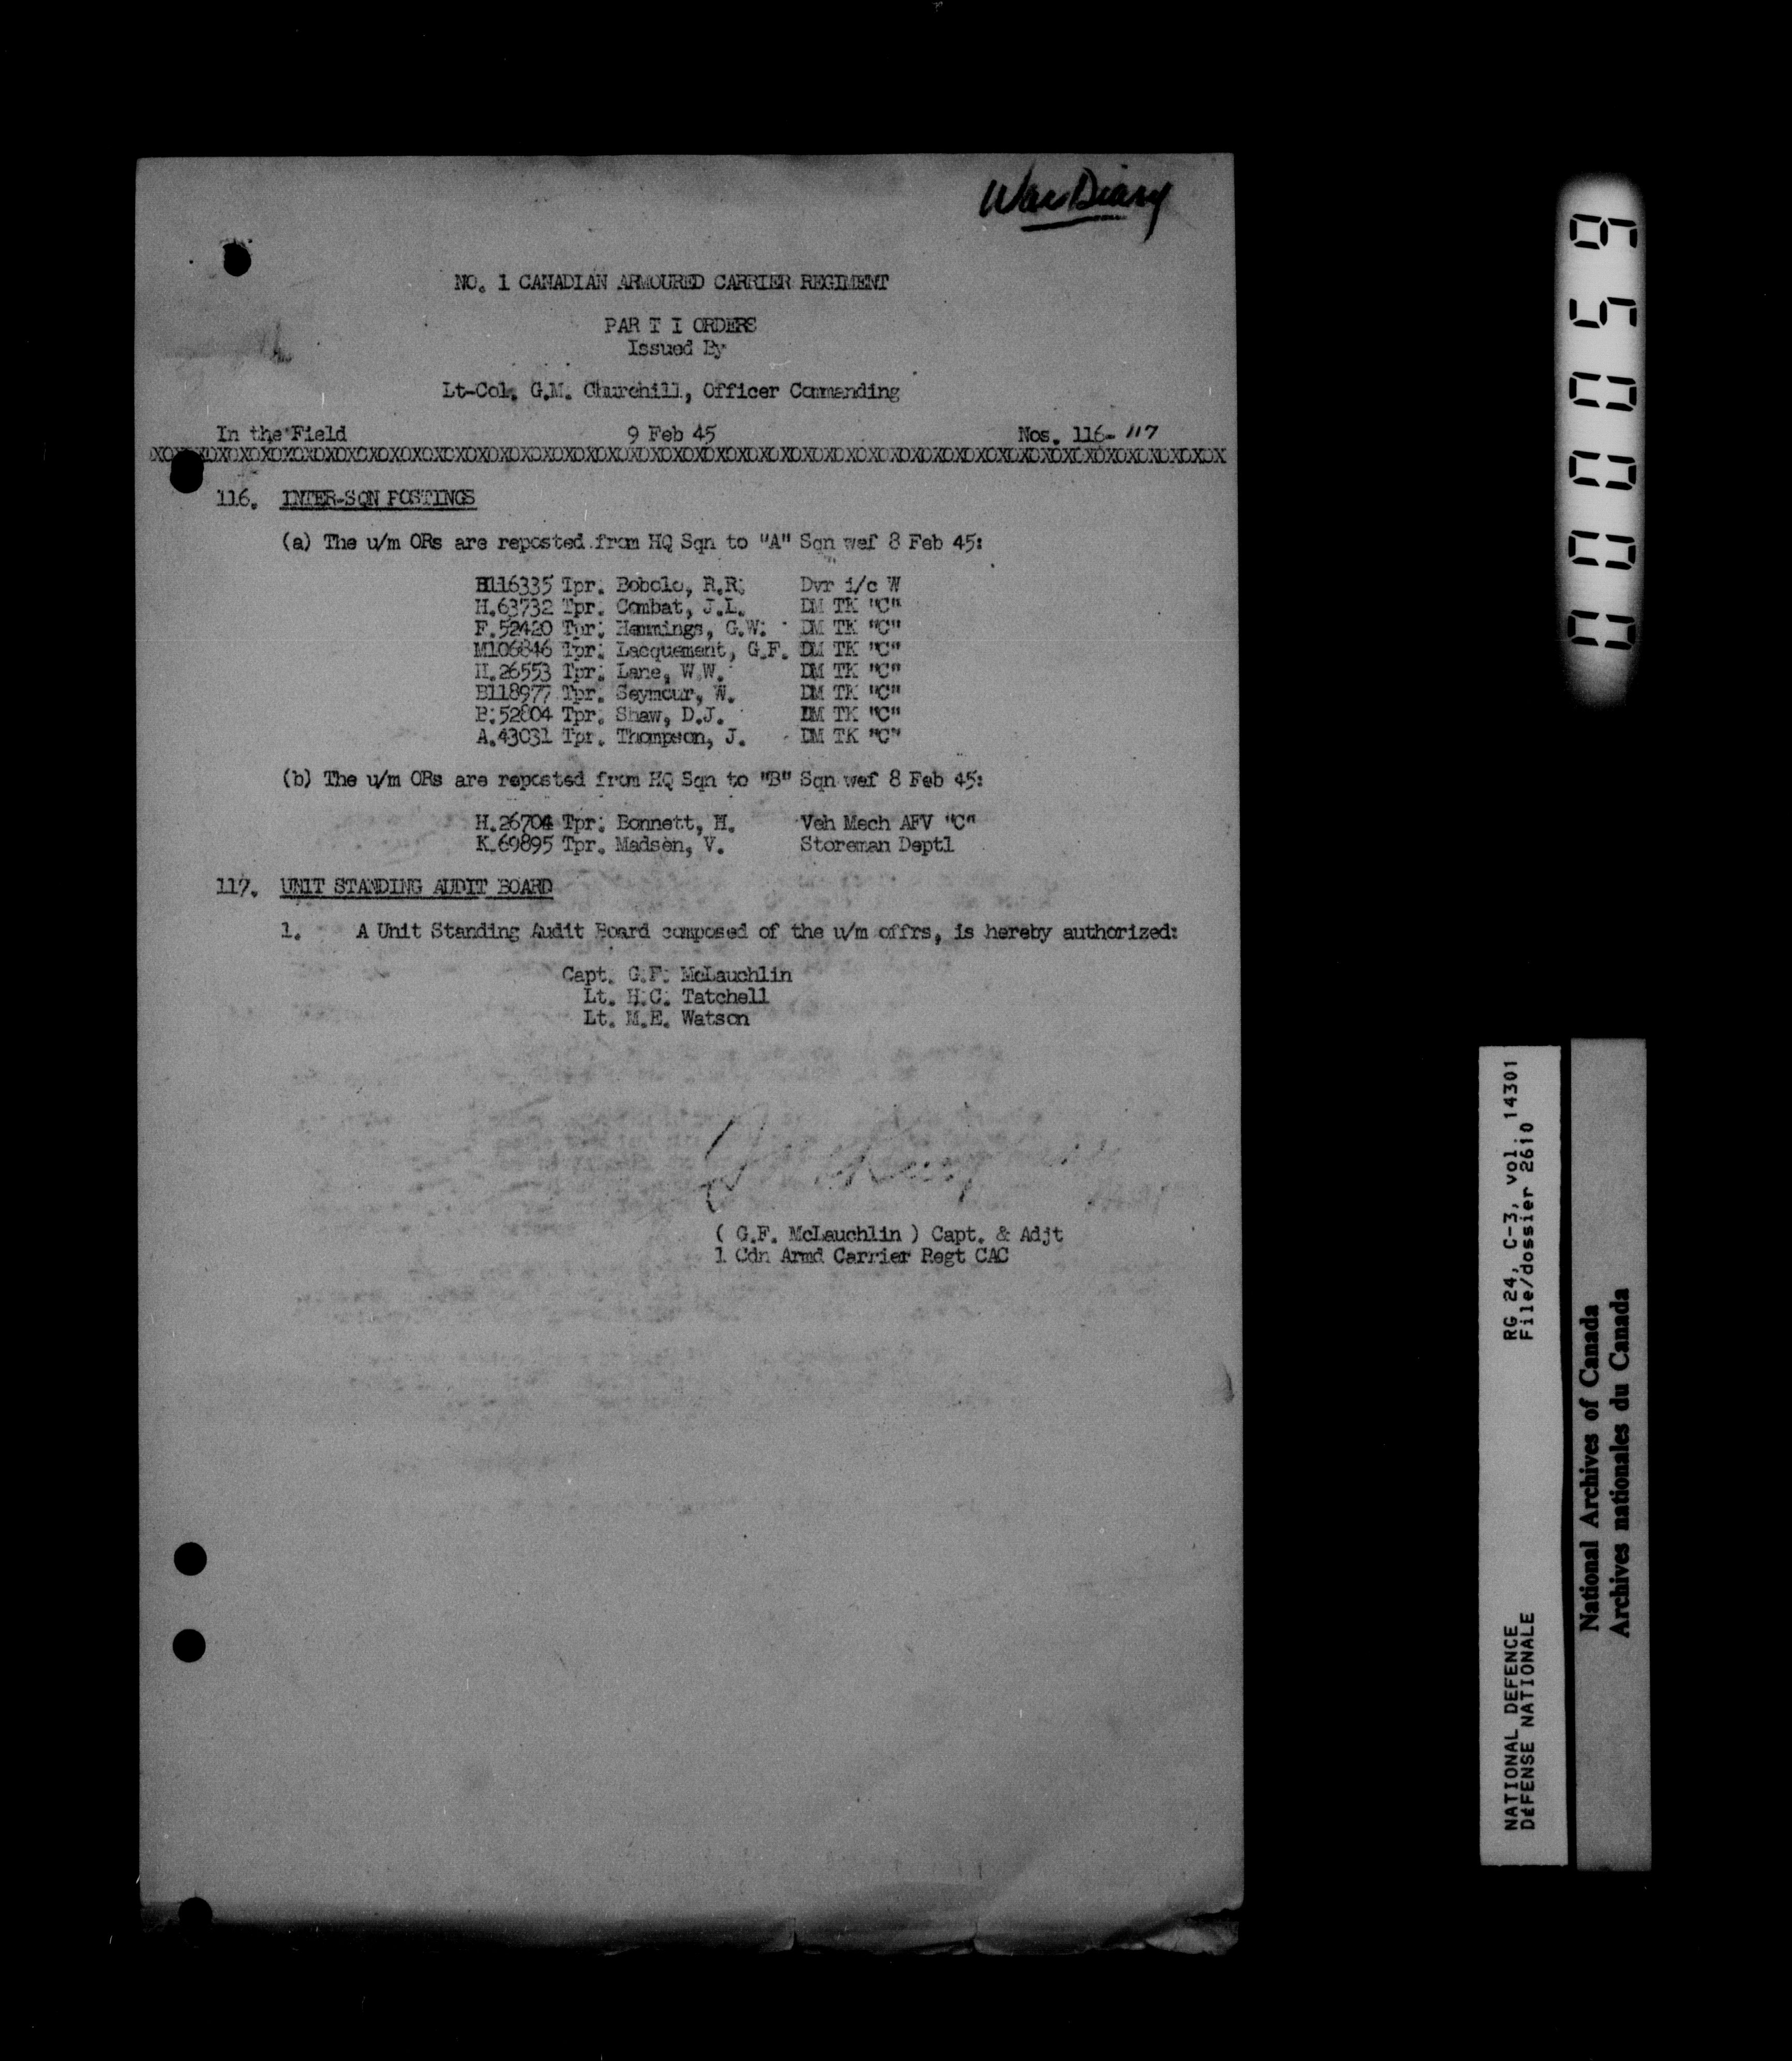 War Diary
NO. 1 CANADIAN ARMOURED CARRIER REGIMENT
PAR T I ORDERS
Issued By
Lt-Col. G.M. Churchill, Officer Commanding
In the Field 9 Feb 45 Nos. 116- 117
116. INTER-SQN POSTINGS
(a) The u/m ORs are reposted from HQ Sqn to "A" Sqn wef 8 Feb 45:
H116335 Tpr. Bobolo, R.R. Dvr i/c W
H.63732 Tpr. Combat, J.L. DM TK "C"
F.52420 Tpr. Hemmings, G.W. DM TK "C"
M106846 Tpr. Lacquement, G.F. DM TK "C"
H.26553 Tpr. Lane, W.W. DM TK "C"
B118977 Tpr. Seymour, W. DM TK "C"
B.52804 Tpr. Shaw, D.J. DM TK "C"
A.43031 Tpr. Thompson, J. DM TK "C"
(b) The u/m ORs are reposted from HQ Sqn to "B" Sqn wef 8 Feb 45:
H.26704 Tpr. Bonnett, H. Veh Mech AFV "C"
K.69895 Tpr. Madsen, V. Storeman Deptl
117. UNIT STANDING AUDIT BOARD
1. A Unit Standing Audit Board composed of the u/m offrs, is hereby authorized:
Capt. G.F. McLauchlin
Lt. H.C. Tatchell
Lt. M.E. Watson
( G.F. McLauchlin ) Capt. & Adjt
1 Cdn Armd Carrier Regt CAC
000059
RG 24, C-3, vol. 14301
File/dossier 2610
NATIONAL DEFENCE
DÉFENSE NATIONALE
National Archives of Canada
Archives nationales du Canada